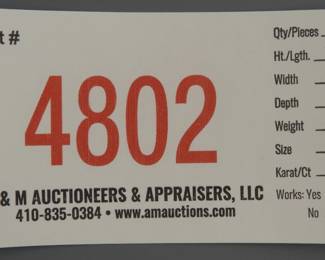 t #
4802
& M AUCTIONEERS & APPRAISERS, LLC
410-835-0384 • www.amauctions.com
Qty/Pieces
Ht./Lgth.
Width
Depth
Weight
Size
Karat/Ct
Works: Yes
No